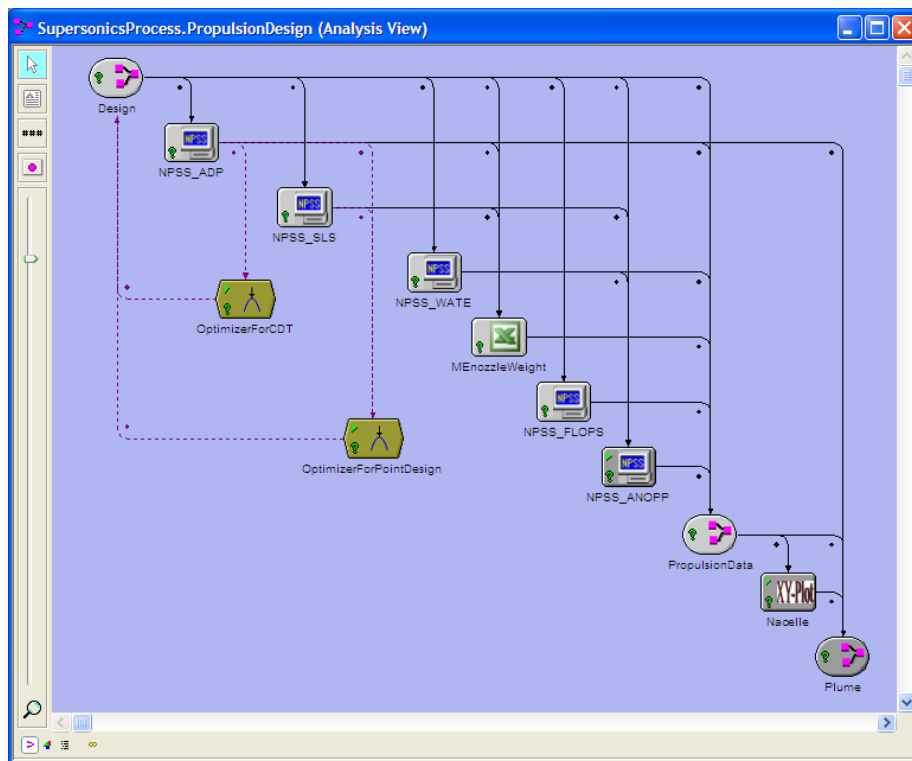 SupersonicsProcess.PropulsionDesign (Analysis View)
Design
NPSS
NPSS_ADP
NPSS
NPSS_SLS
NPSS
NPSS_WATE
OptimizerForCDT
MEnozzleWeight
NPSS
NPSS_FLOPS
OptimizerForPointDesign
NPSS
NPSS_ANOPP
PropulsionData
XY-Plot
Nacelle
Plume